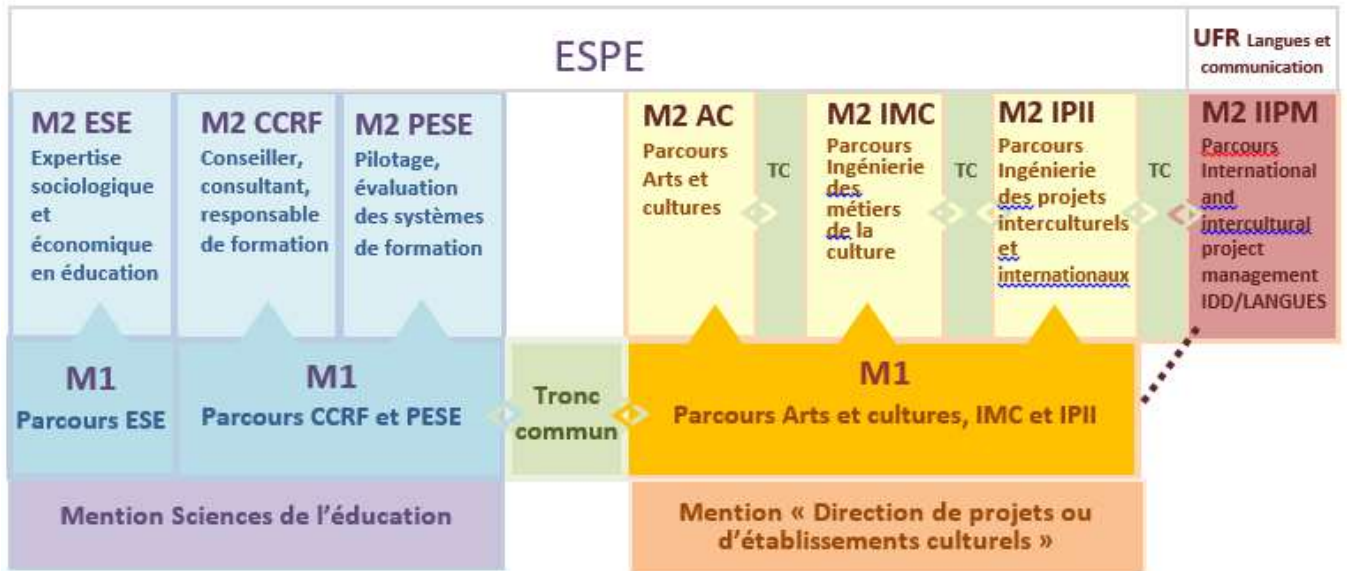 ESPE
UFR Langues et
communication
M2 ESE
Expertise
sociologique
et
économique
en éducation
M2 CCRF
Conseiller,
consultant,
responsable
de formation
M2 PESE
Pilotage,
évaluation
des systèmes
de formation
M2 AC
Parcours
Arts et
cultures
TC
M2 IMC
Parcours
Ingénierie
des
métiers
de la
culture
TC
M2 IPII
Parcours
Ingénierie
des projets
interculturels
et
internationaux
TC
M2 IIPM
Parcours
International
and
intercultural
project
management
IDD/LANGUES
M1
Parcours ESE
M1
Parcours CCRF et PESE
Tronc
commun
M1
Parcours Arts et cultures, IMC et IPII
Mention Sciences de l'éducation
Mention « Direction de projets ou
d'établissements culturels »